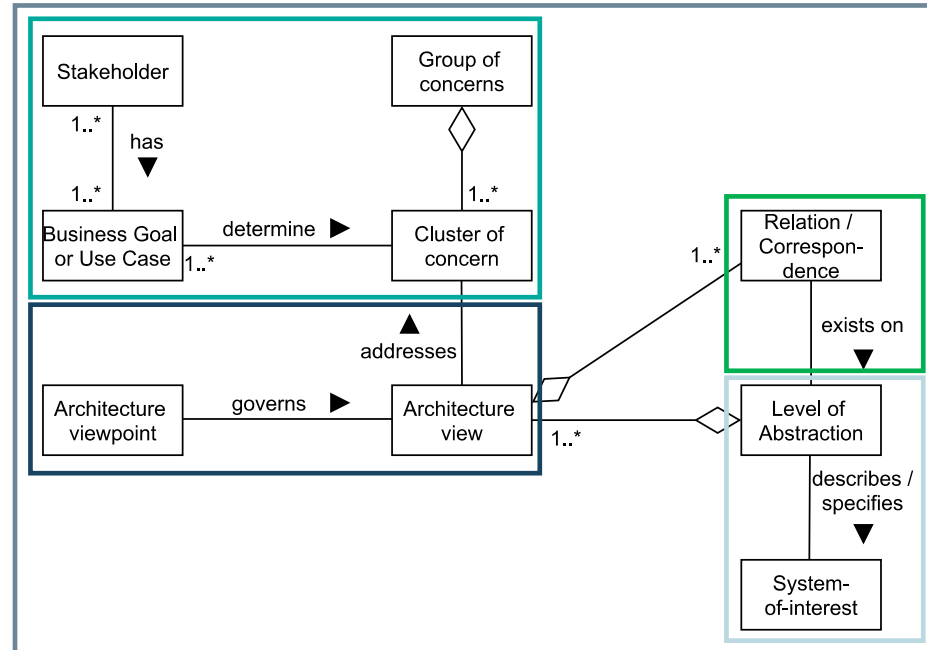 Stakeholder
Group of
concerns
1..*
has
1..*
1..*
Business Goal
or Use Case
determine
1..*
Cluster of
concern
Relation /
Correspon-
dence
1..*
exists on
addresses
Architecture
viewpoint
governs
Architecture
view
1..*
Level of
Abstraction
describes /
specifies
System-
of-interest